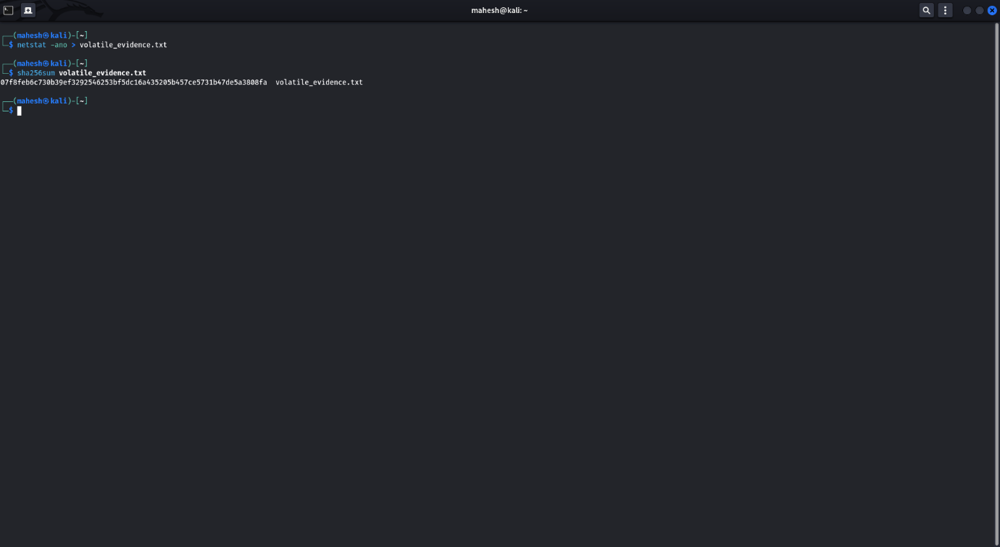 mahesh@kali: ~
┌──(mahesh㉿kali)-[~]
└─$ netstat -ano > volatile_evidence.txt
┌──(mahesh㉿kali)-[~]
└─$ sha256sum volatile_evidence.txt
07f8feb6c730b39ef3292546253bf5dc16a435205b457ce5731b47de5a3808fa  volatile_evidence.txt
┌──(mahesh㉿kali)-[~]
└─$